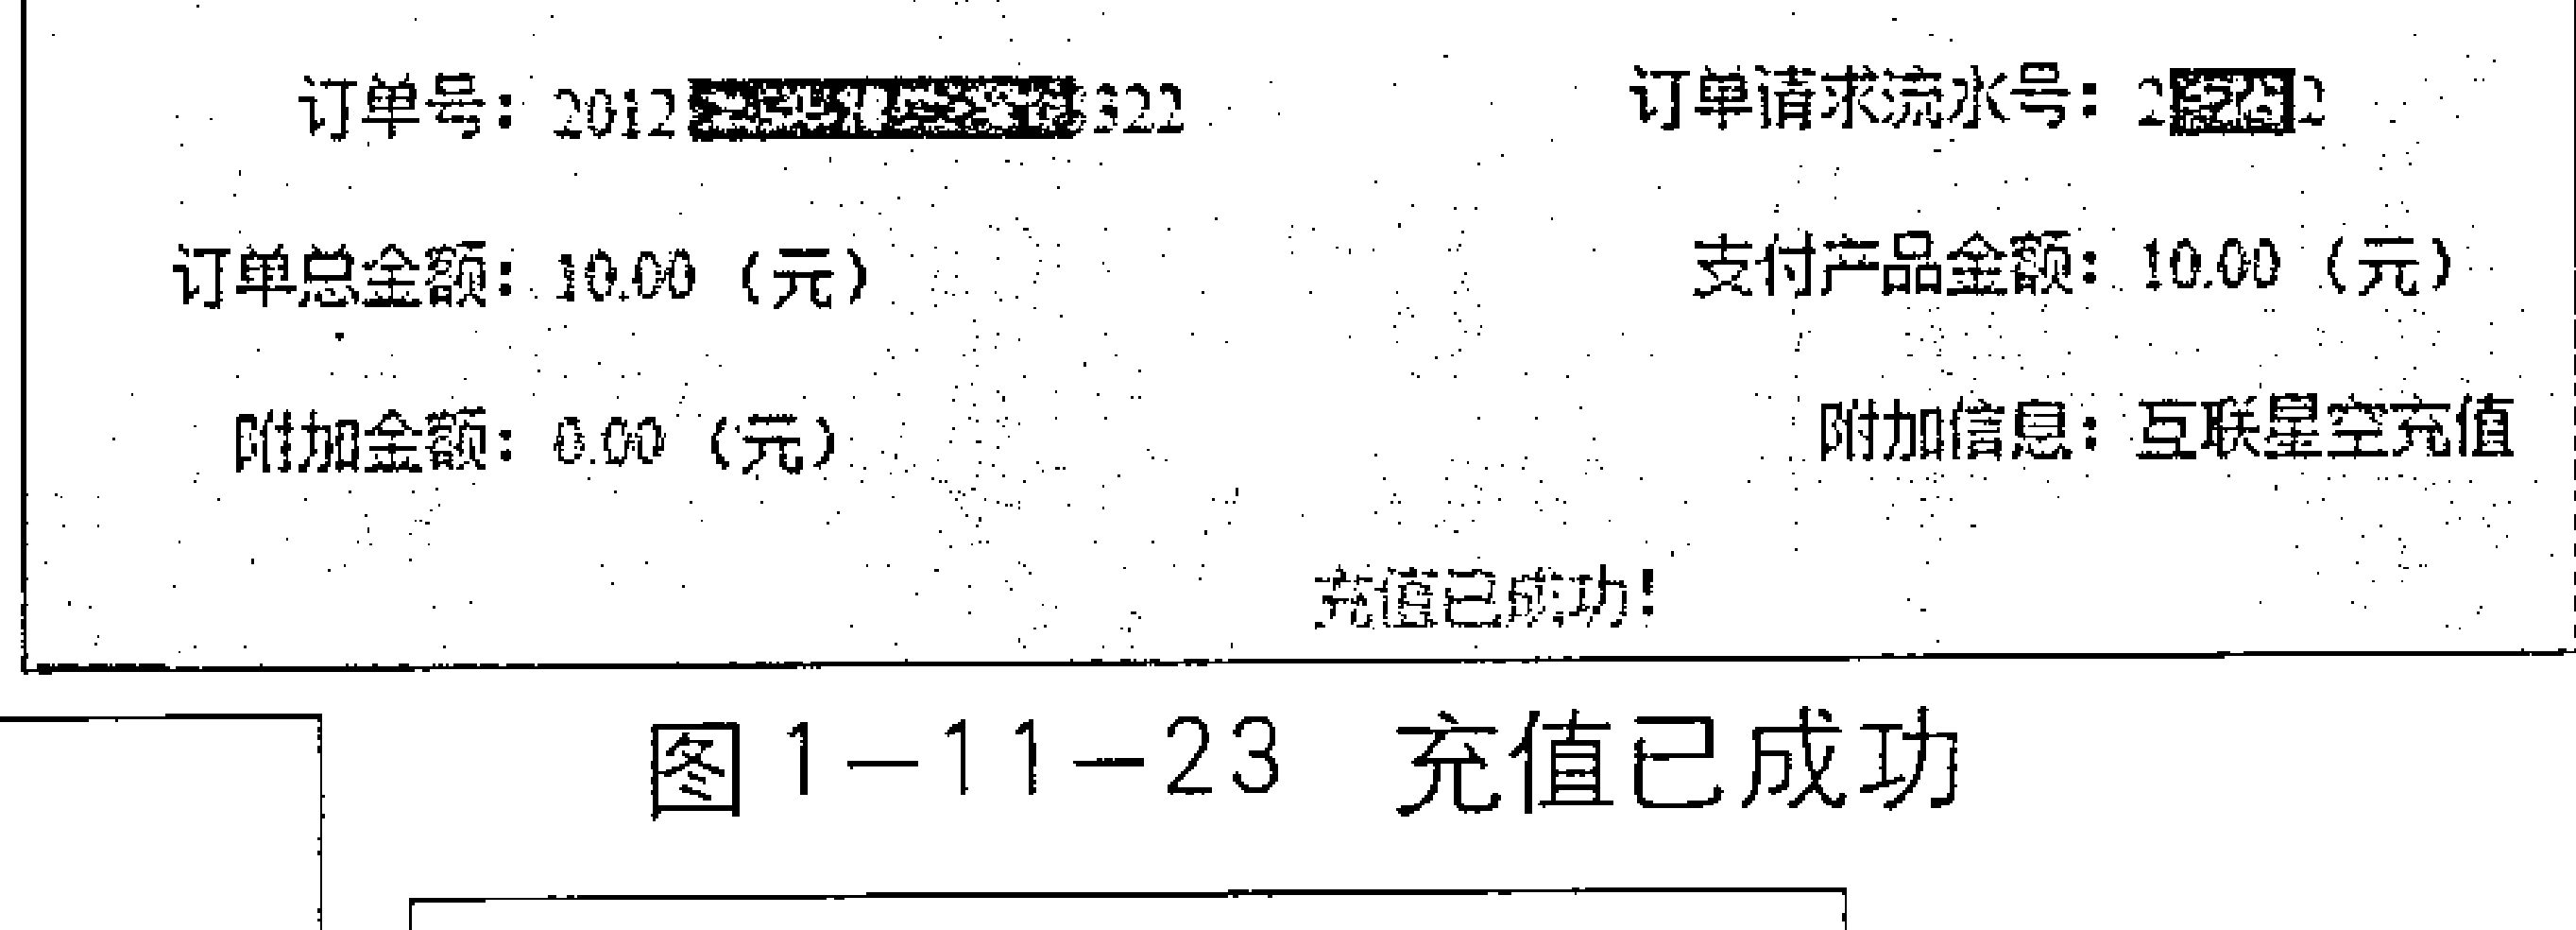 订单号：2012 322 订单请求流水号：2 2
订单总金额：10.00（元） 支付产品金额：10.00（元）
附加金额：0.00（元） 附加信息：互联星空充值
充值已成功！
图1-11-23 充值已成功